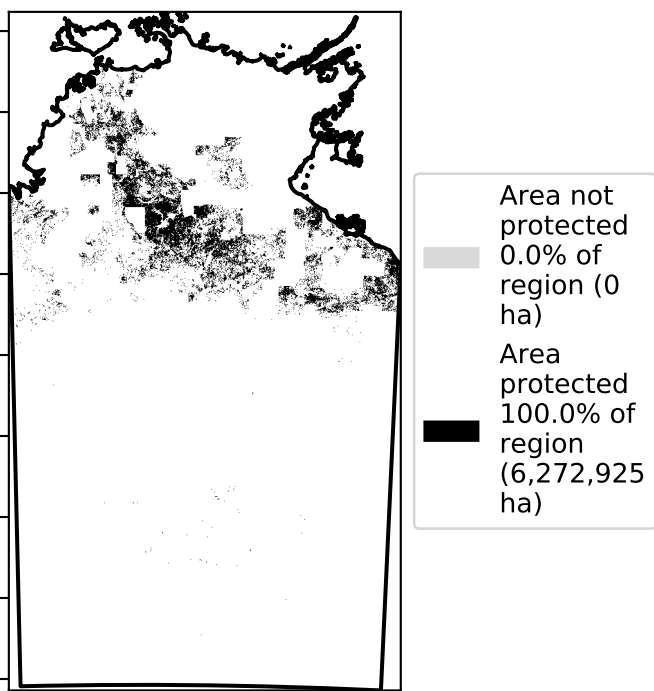 Area not
protected
0.0% of
region (0
ha)
Area
protected
100.0% of
region
(6,272,925
ha)